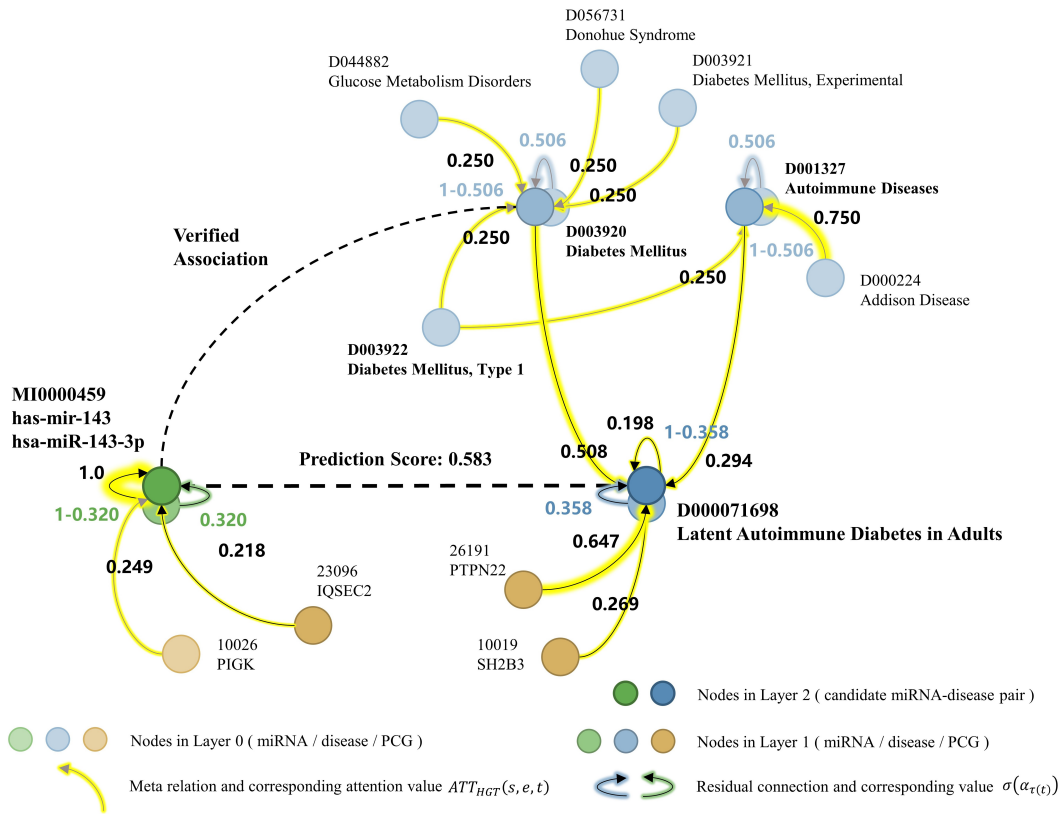 D056731
Donohue Syndrome
D044882
Glucose Metabolism Disorders
D003921
Diabetes Mellitus, Experimental
0.506
0.506
0.250
0.250
D001327
Autoimmune Diseases
1-0.506
0.250
0.750
Verified
Association
0.250
D003920
Diabetes Mellitus
1-0.506
0.250
D000224
Addison Disease
D003922
Diabetes Mellitus, Type 1
MI0000459
has-mir-143
hsa-miR-143-3p
0.198
1-0.358
0.508
0.294
Prediction Score: 0.583
1.0
1-0.320
0.320
0.358
D000071698
Latent Autoimmune Diabetes in Adults
0.218
0.647
0.249
26191
PTPN22
23096
IQSEC2
0.269
10026
PIGK
10019
SH2B3
Nodes in Layer 2 ( candidate miRNA-disease pair )
Nodes in Layer 0 ( miRNA / disease / PCG )
Nodes in Layer 1 ( miRNA / disease / PCG )
Meta relation and corresponding attention value ATT_HGT(s, e, t)
Residual connection and corresponding value σ(α_τ(t))